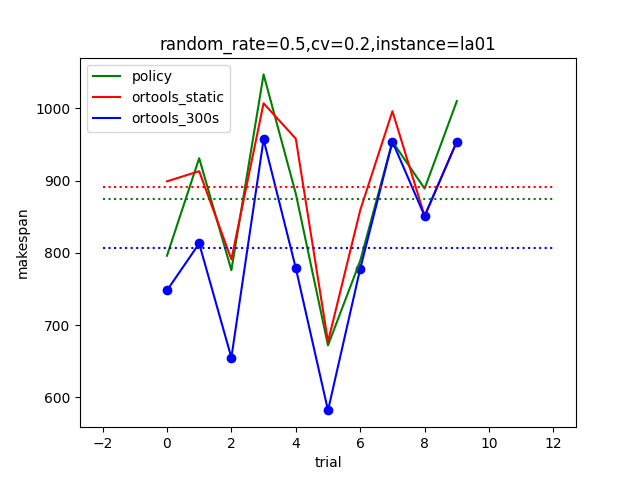 random_rate=0.5,cv=0.2,instance=la01
policy
ortools_static
ortools_300s
makespan
1000
900
800
700
600
−2 0 2 4 6 8 10 12
trial